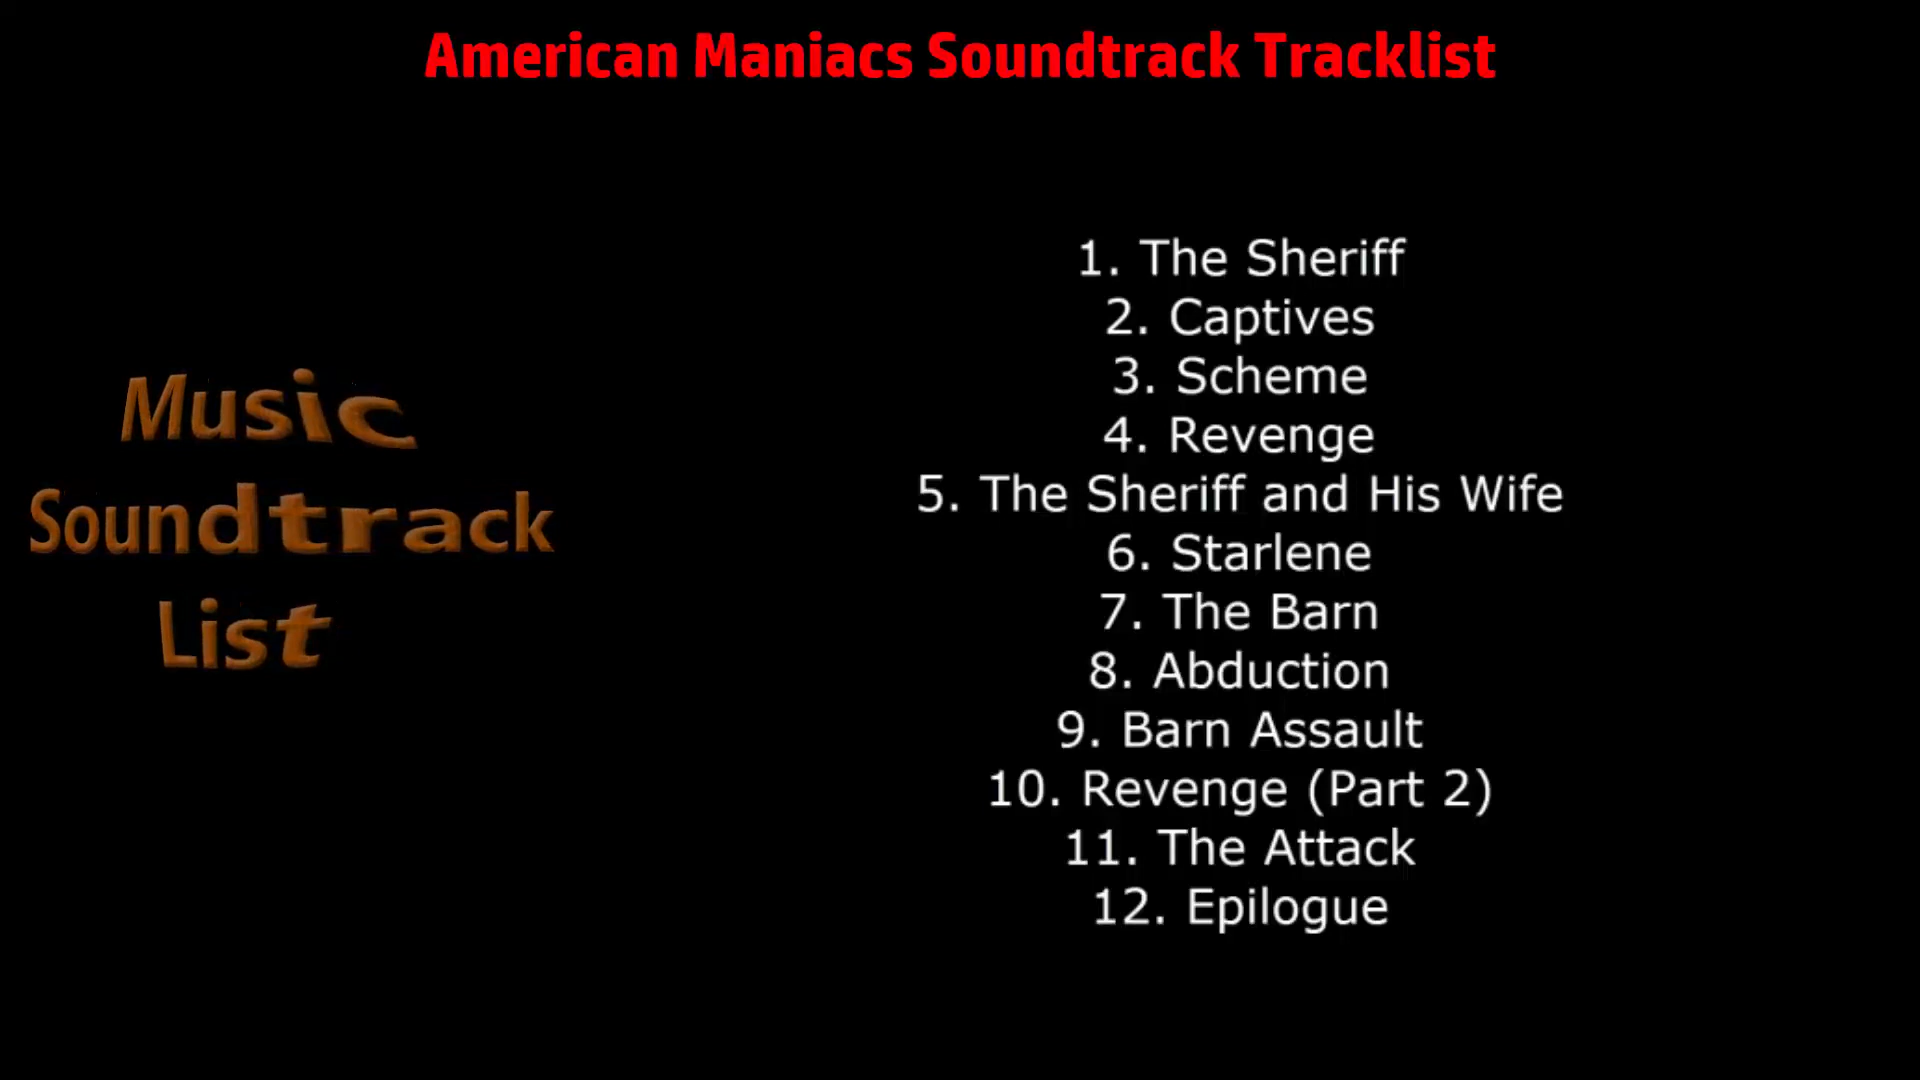 American Maniacs Soundtrack Tracklist
Music
Soundtrack
List
1. The Sheriff
2. Captives
3. Scheme
4. Revenge
5. The Sheriff and His Wife
6. Starlene
7. The Barn
8. Abduction
9. Barn Assault
10. Revenge (Part 2)
11. The Attack
12. Epilogue